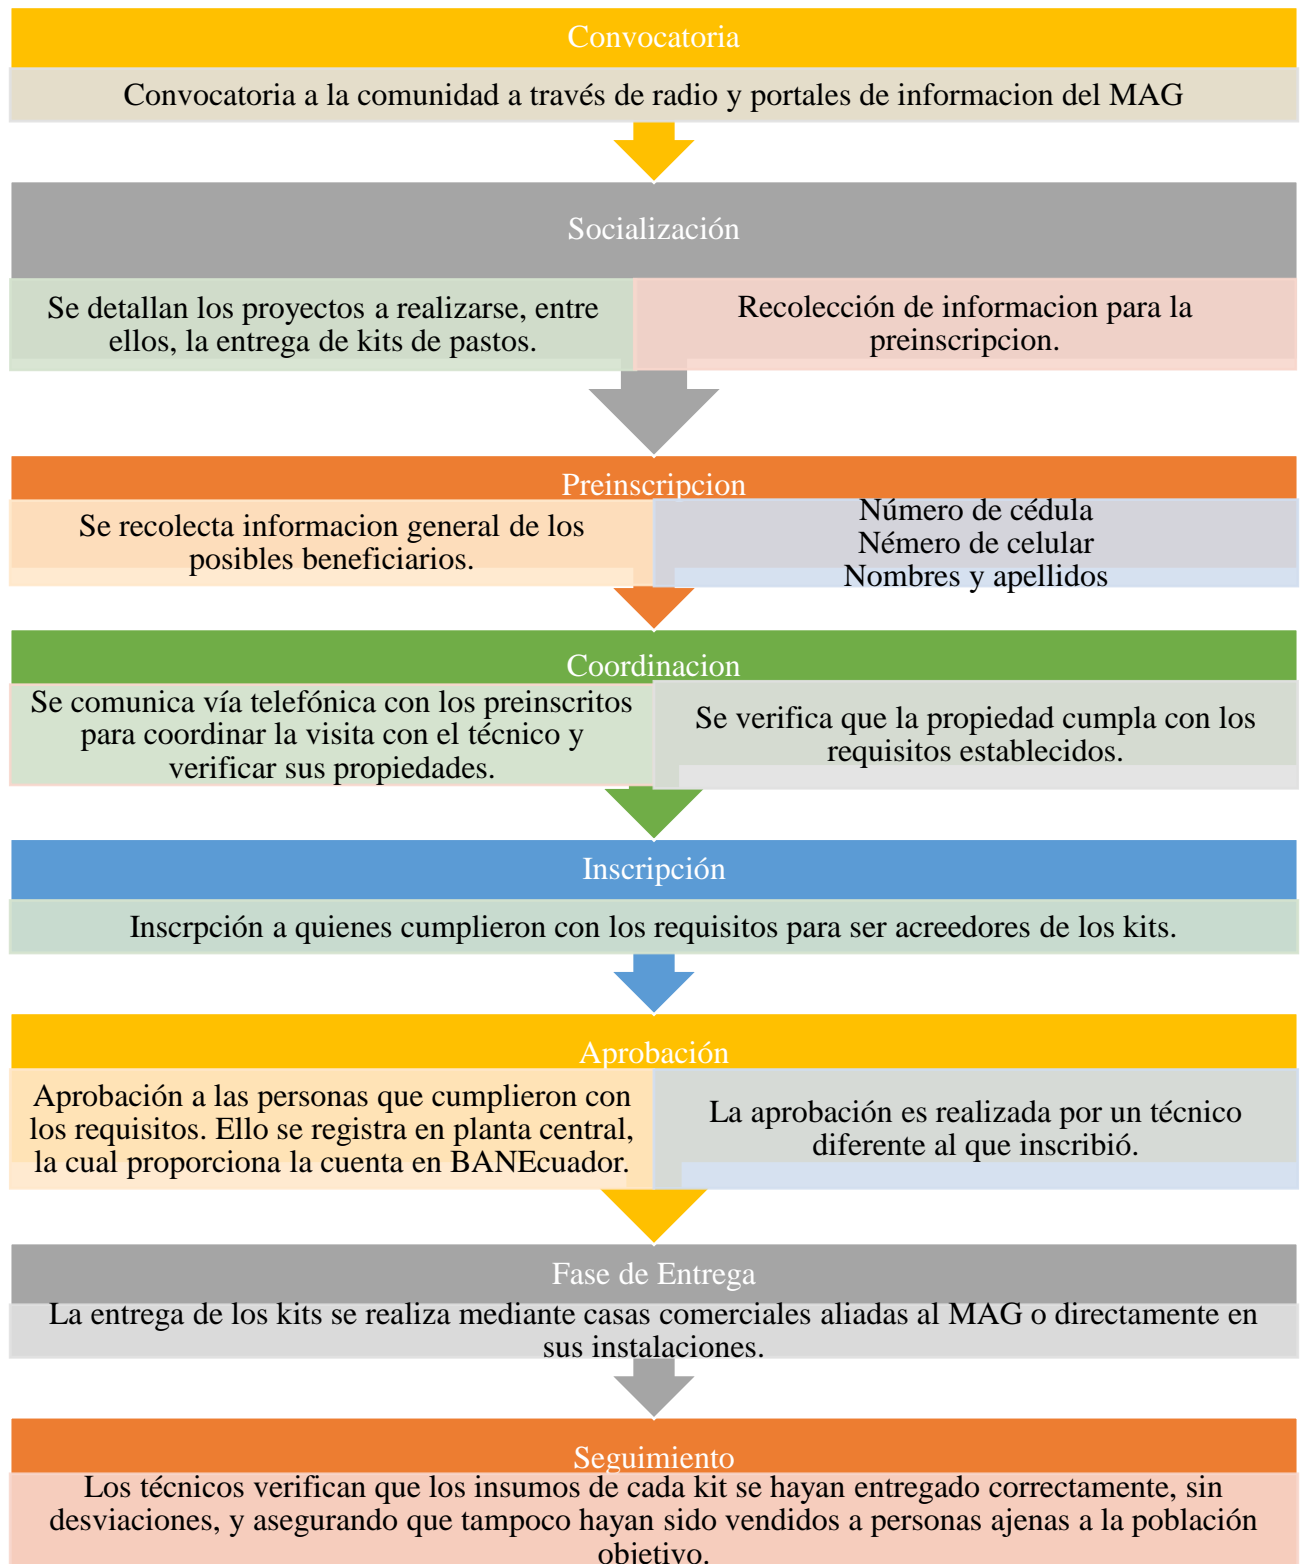 Convocatoria
Convocatoria a la comunidad a través de radio y portales de informacion del MAG
Socialización
Se detallan los proyectos a realizarse, entre
ellos, la entrega de kits de pastos.
Recolección de informacion para la
preinscripcion.
Preinscripcion
Se recolecta informacion general de los
posibles beneficiarios.
Número de cédula
Némero de celular
Nombres y apellidos
Coordinacion
Se comunica vía telefónica con los preinscritos
para coordinar la visita con el técnico y
verificar sus propiedades.
Se verifica que la propiedad cumpla con los
requisitos establecidos.
Inscripción
Inscrpción a quienes cumplieron con los requisitos para ser acreedores de los kits.
Aprobación
Aprobación a las personas que cumplieron con
los requisitos. Ello se registra en planta central,
la cual proporciona la cuenta en BANEcuador.
La aprobación es realizada por un técnico
diferente al que inscribió.
Fase de Entrega
La entrega de los kits se realiza mediante casas comerciales aliadas al MAG o directamente en
sus instalaciones.
Seguimiento
Los técnicos verifican que los insumos de cada kit se hayan entregado correctamente, sin
desviaciones, y asegurando que tampoco hayan sido vendidos a personas ajenas a la población
objetivo.